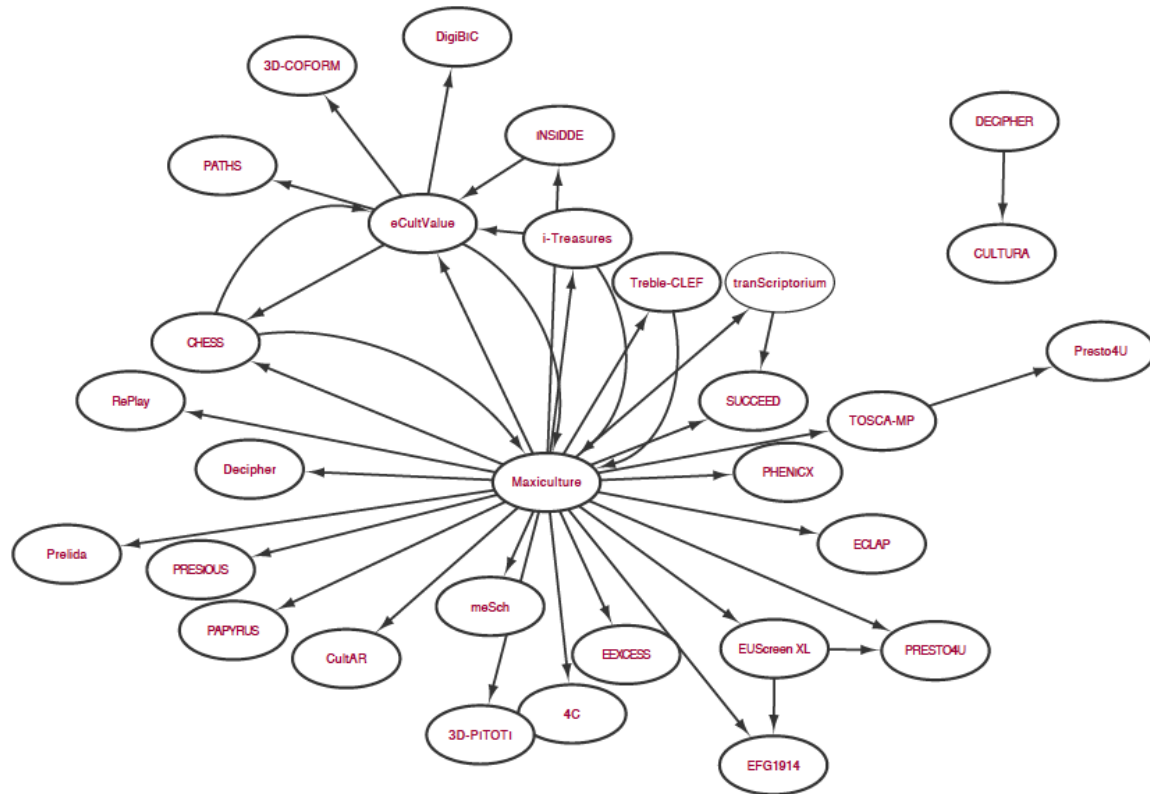 DigiBiC
3D-COFORM
DECiPHER
iNSiDDE
PATHS
eCultValue
i-Treasures
CULTURA
Treble-CLEF
tranScriptorium
CHESS
Presto4U
RePlay
SUCCEED
TOSCA-MP
Decipher
Maxiculture
PHENiCX
Prelida
ECLAP
PRESiOUS
meSch
PAPYRUS
CultAR
EEXCESS
EUScreen XL
PRESTO4U
4C
3D-PiTOTi
EFG1914